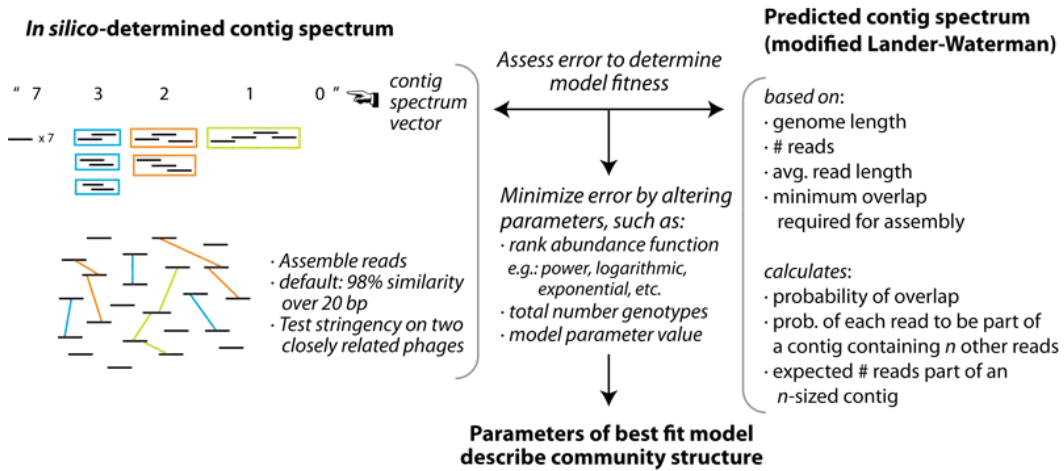 In silico-determined contig spectrum
" 7 3 2 1 0 "
contig
spectrum
vector
x 7
· Assemble reads
· default: 98% similarity
over 20 bp
· Test stringency on two
closely related phages
Assess error to determine
model fitness
Minimize error by altering
parameters, such as:
· rank abundance function
e.g.: power, logarithmic,
exponential, etc.
· total number genotypes
· model parameter value
Parameters of best fit model
describe community structure
Predicted contig spectrum
(modified Lander-Waterman)
based on:
· genome length
· # reads
· avg. read length
· minimum overlap
required for assembly
calculates:
· probability of overlap
· prob. of each read to be part of
a contig containing n other reads
· expected # reads part of an
n-sized contig